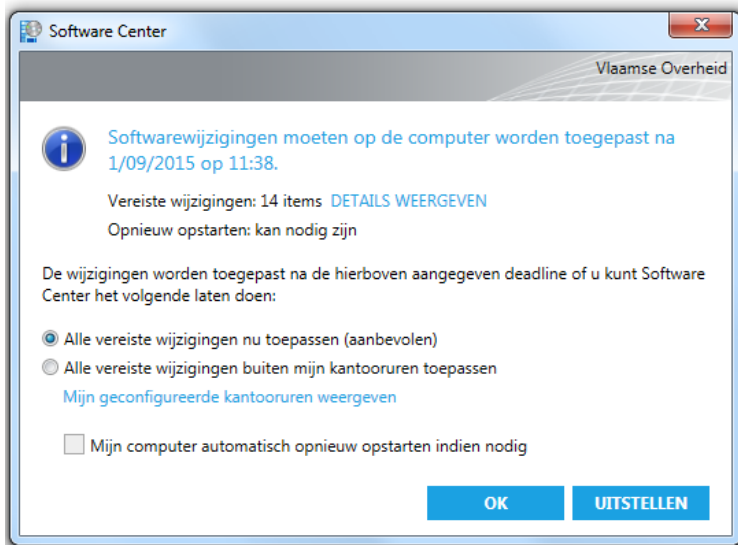 Software Center
Vlaamse Overheid
Softwarewijzigingen moeten op de computer worden toegepast na
1/09/2015 op 11:38.
Vereiste wijzigingen: 14 items DETAILS WEERGEVEN
Opnieuw opstarten: kan nodig zijn
De wijzigingen worden toegepast na de hierboven aangegeven deadline of u kunt Software
Center het volgende laten doen:
Alle vereiste wijzigingen nu toepassen (aanbevolen)
Alle vereiste wijzigingen buiten mijn kantooruren toepassen
Mijn geconfigureerde kantooruren weergeven
Mijn computer automatisch opnieuw opstarten indien nodig
OK UITSTELLEN